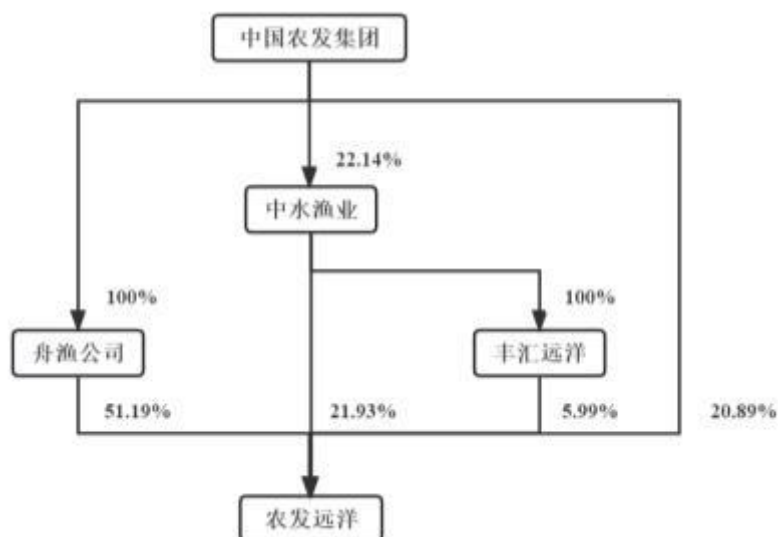 中国农发集团
22.14%
中水渔业
100%
100%
舟渔公司
丰汇远洋
51.19%
21.93%
5.99%
20.89%
农发远洋